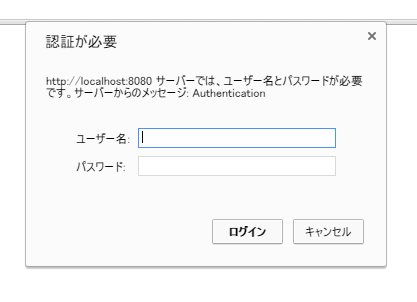 認証が必要
http://localhost:8080 サーバーでは、ユーザー名とパスワードが必要
です。サーバーからのメッセージ: Authentication
ユーザー名:
パスワード:
ログイン キャンセル